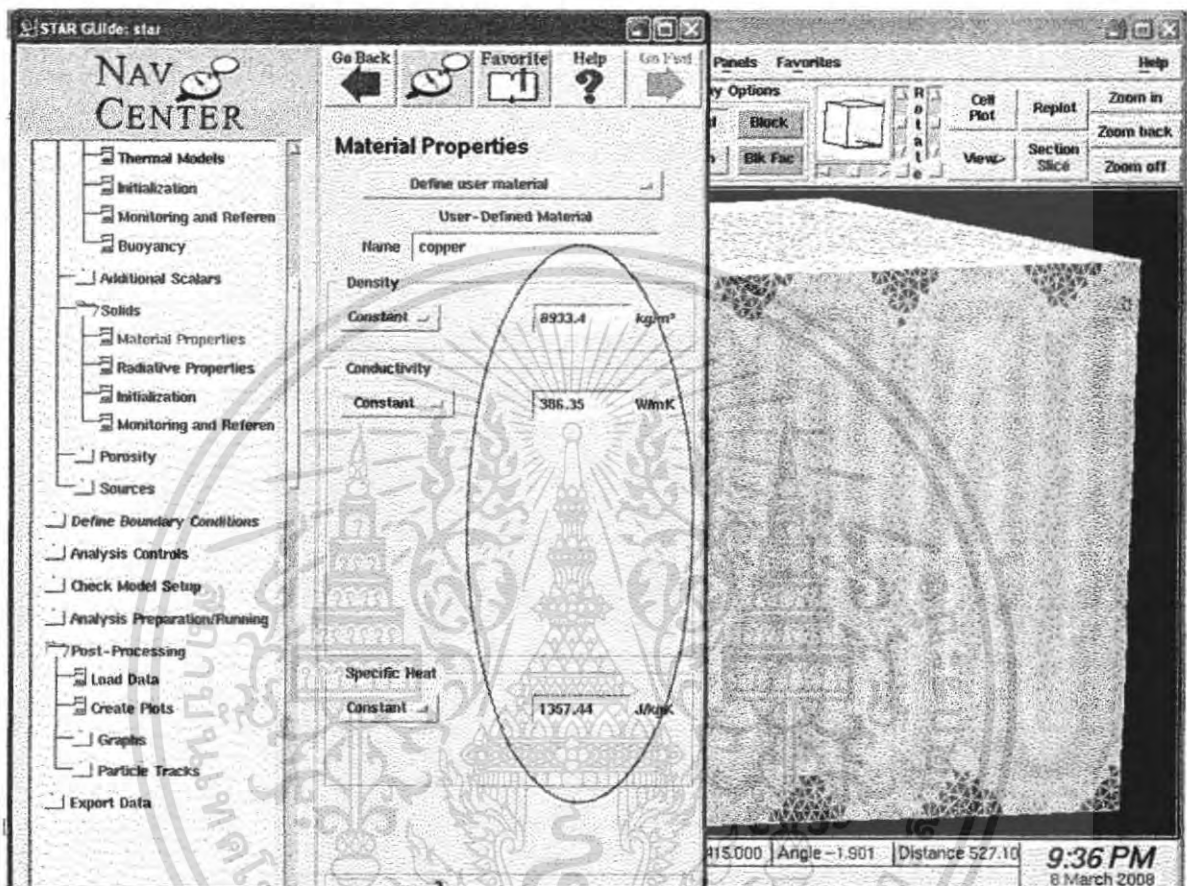 STAR GUIde: star
NAV
CENTER
Thermal Models
Initialization
Monitoring and Referen
Buoyancy
Additional Scalars
Solids
Material Properties
Radiative Properties
Initialization
Monitoring and Referen
Porosity
Sources
Define Boundary Conditions
Analysis Controls
Check Model Setup
Analysis Preparation/Running
Post-Processing
Load Data
Create Plots
Graphs
Particle Tracks
Export Data
Go Back
Favorite
Help
Go Fwd
Material Properties
Define user material
User-Defined Material
Name copper
Density
Constant 8933.4 kg/m³
Conductivity
Constant 386.35 W/mK
Specific Heat
Constant 1367.44 J/kgK
Panels Favorites Help
Options
Block
Blk Fac
Rotate
Cell
Plot
View>
Replot
Section
Slice
Zoom in
Zoom back
Zoom off
415.000 Angle -1.901 Distance 527.10
9:36 PM
8 March 2008